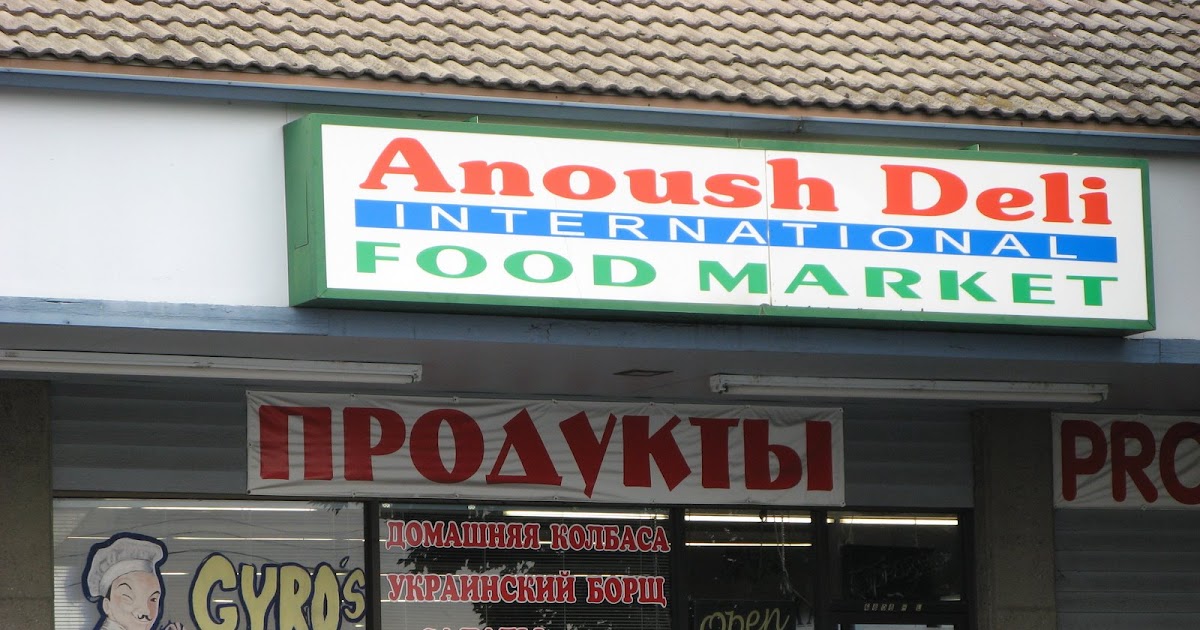 Anoush Deli
INTERNATIONAL
FOOD MARKET
ПРОДУКТЫ
PRO
ДОМАШНЯЯ КОЛБАСА
УКРАИНСКИЙ БОРЩ
GYRO'S
Open